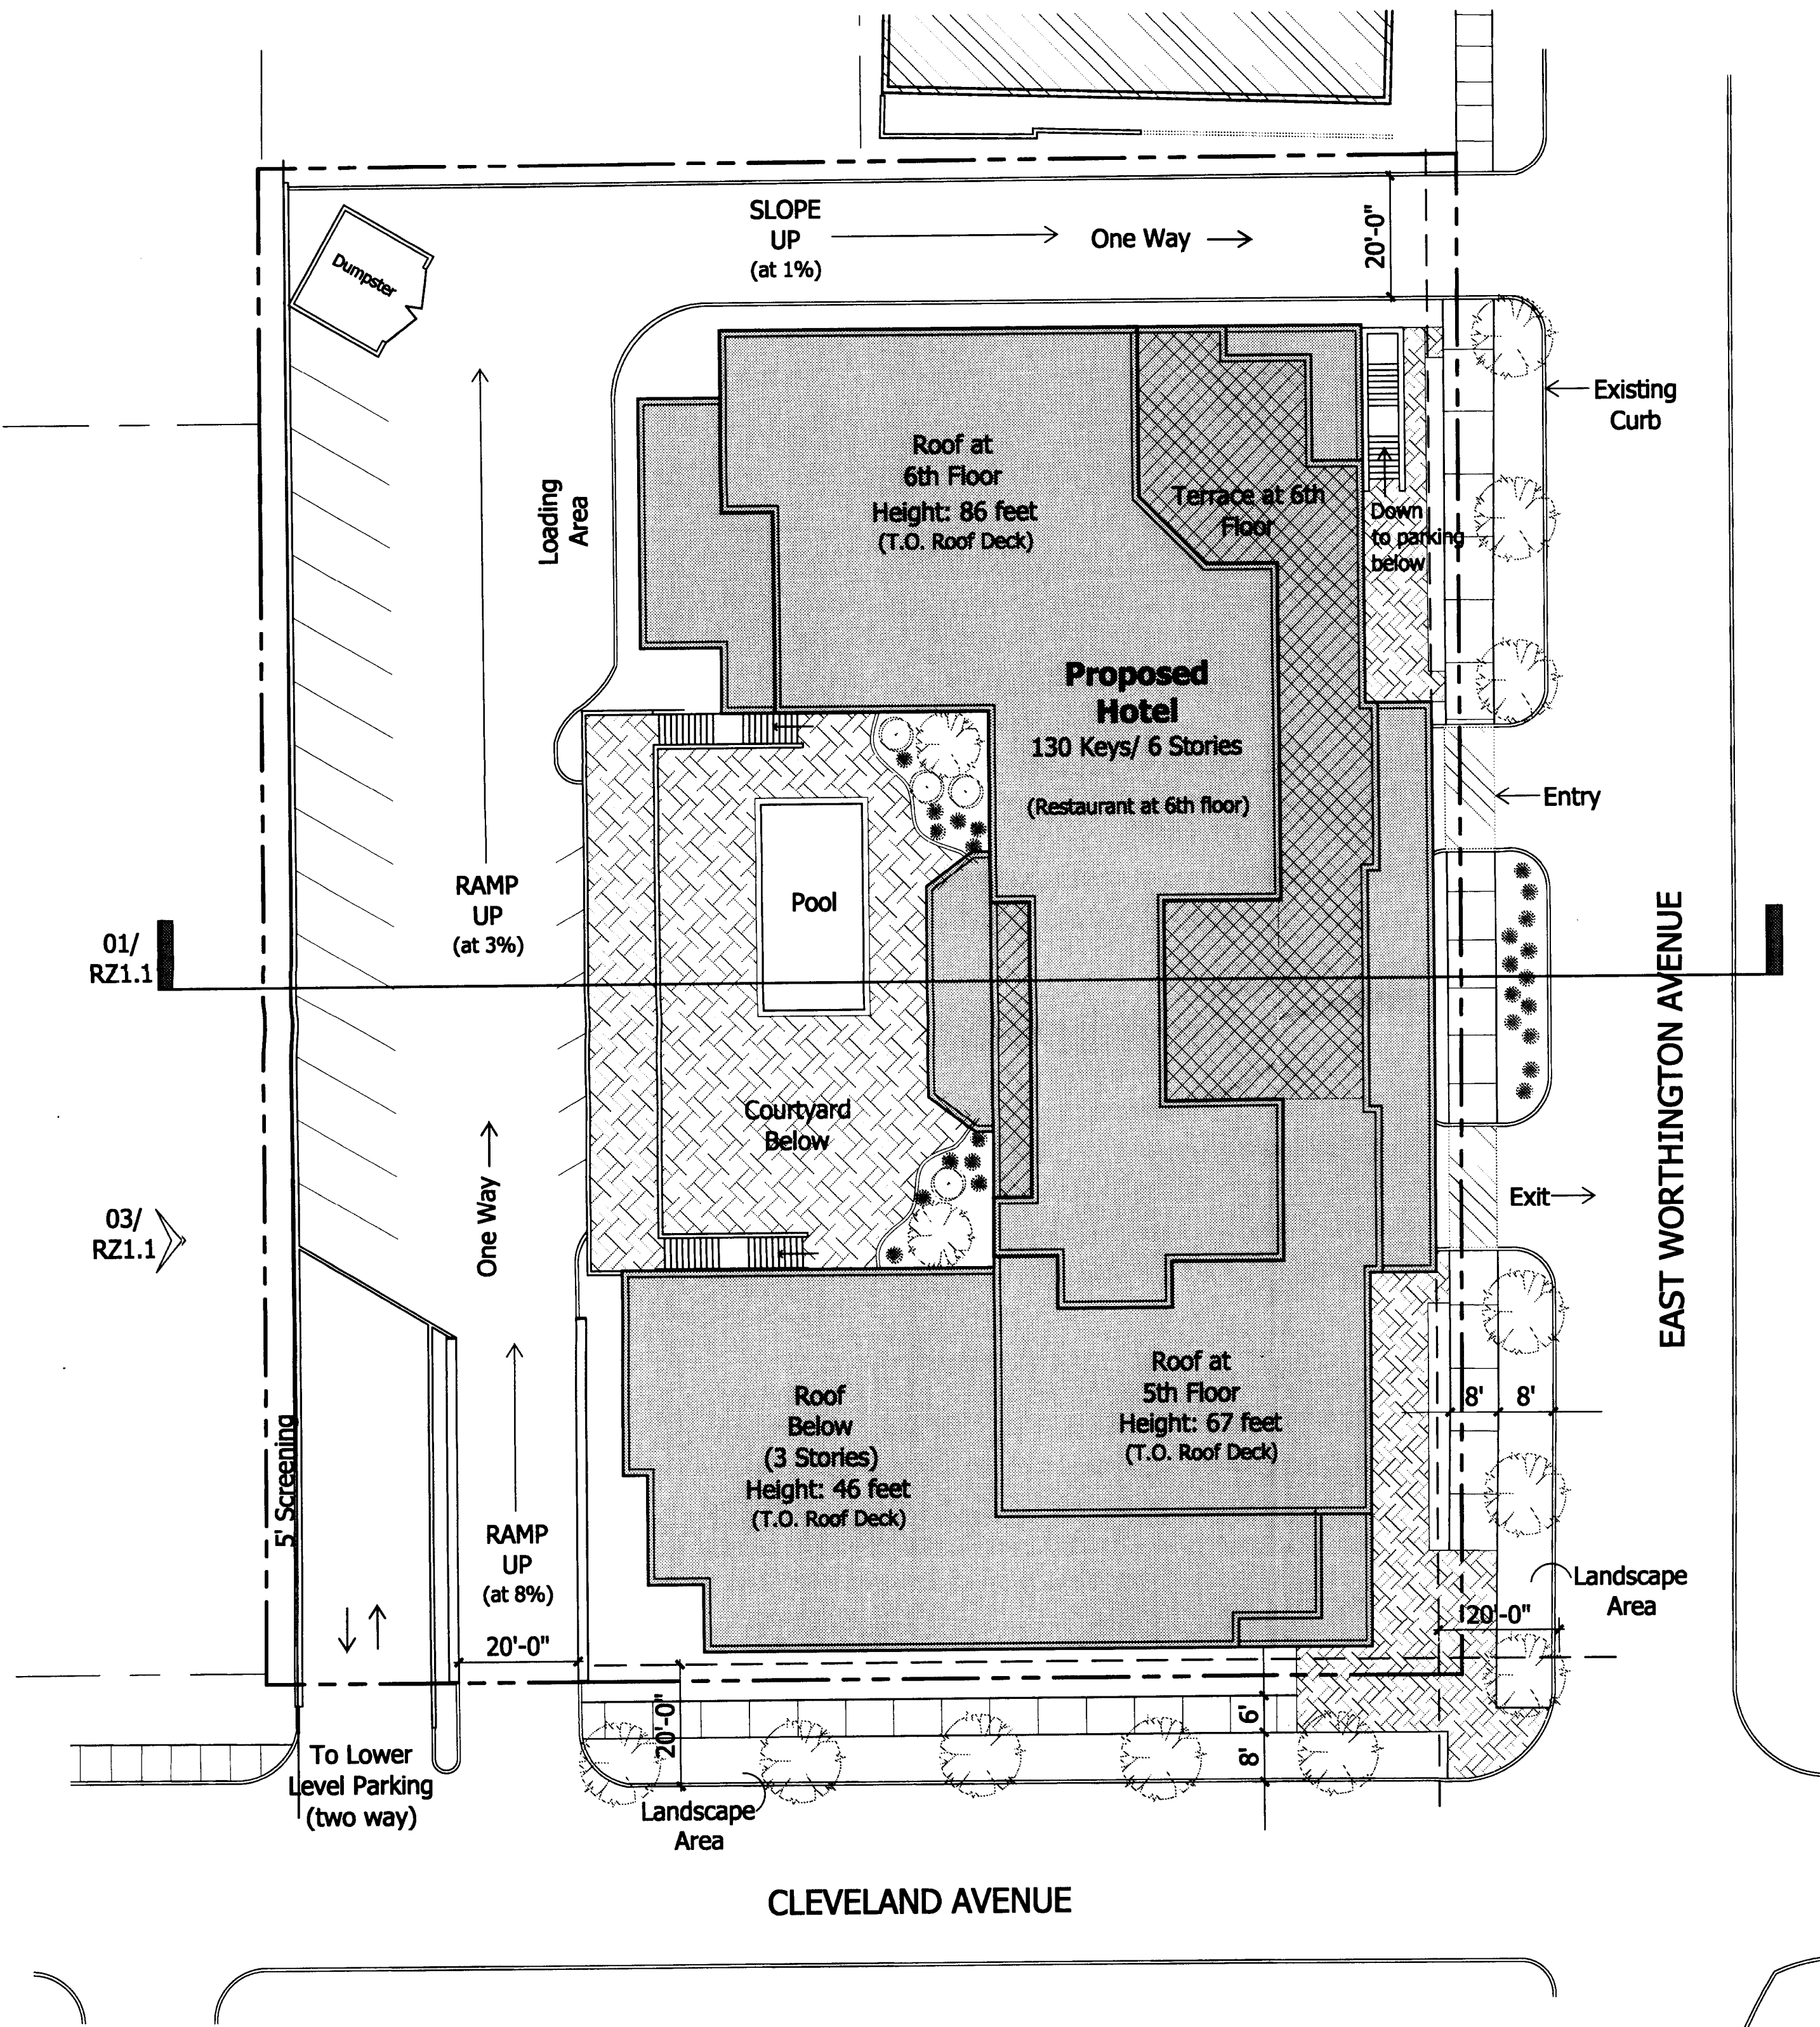 SLOPE
UP
(at 1%)
One Way
20'-0"
Dumpster
Existing
Curb
Roof at
6th Floor
Height: 86 feet
(T.O. Roof Deck)
Terrace at 6th
Floor
Down
to parking
below
Loading
Area
Proposed
Hotel
130 Keys/ 6 Stories
(Restaurant at 6th floor)
Entry
RAMP
UP
(at 3%)
Pool
01/
RZ1.1
EAST WORTHINGTON AVENUE
Courtyard
Below
One Way
Exit
03/
RZ1.1
Roof at
5th Floor
Height: 67 feet
(T.O. Roof Deck)
8'
8'
Roof
Below
(3 Stories)
Height: 46 feet
(T.O. Roof Deck)
5' Screening
RAMP
UP
(at 8%)
Landscape
Area
20'-0"
20'-0"
20'-0"
6'
8'
To Lower
Level Parking
(two way)
Landscape
Area
CLEVELAND AVENUE